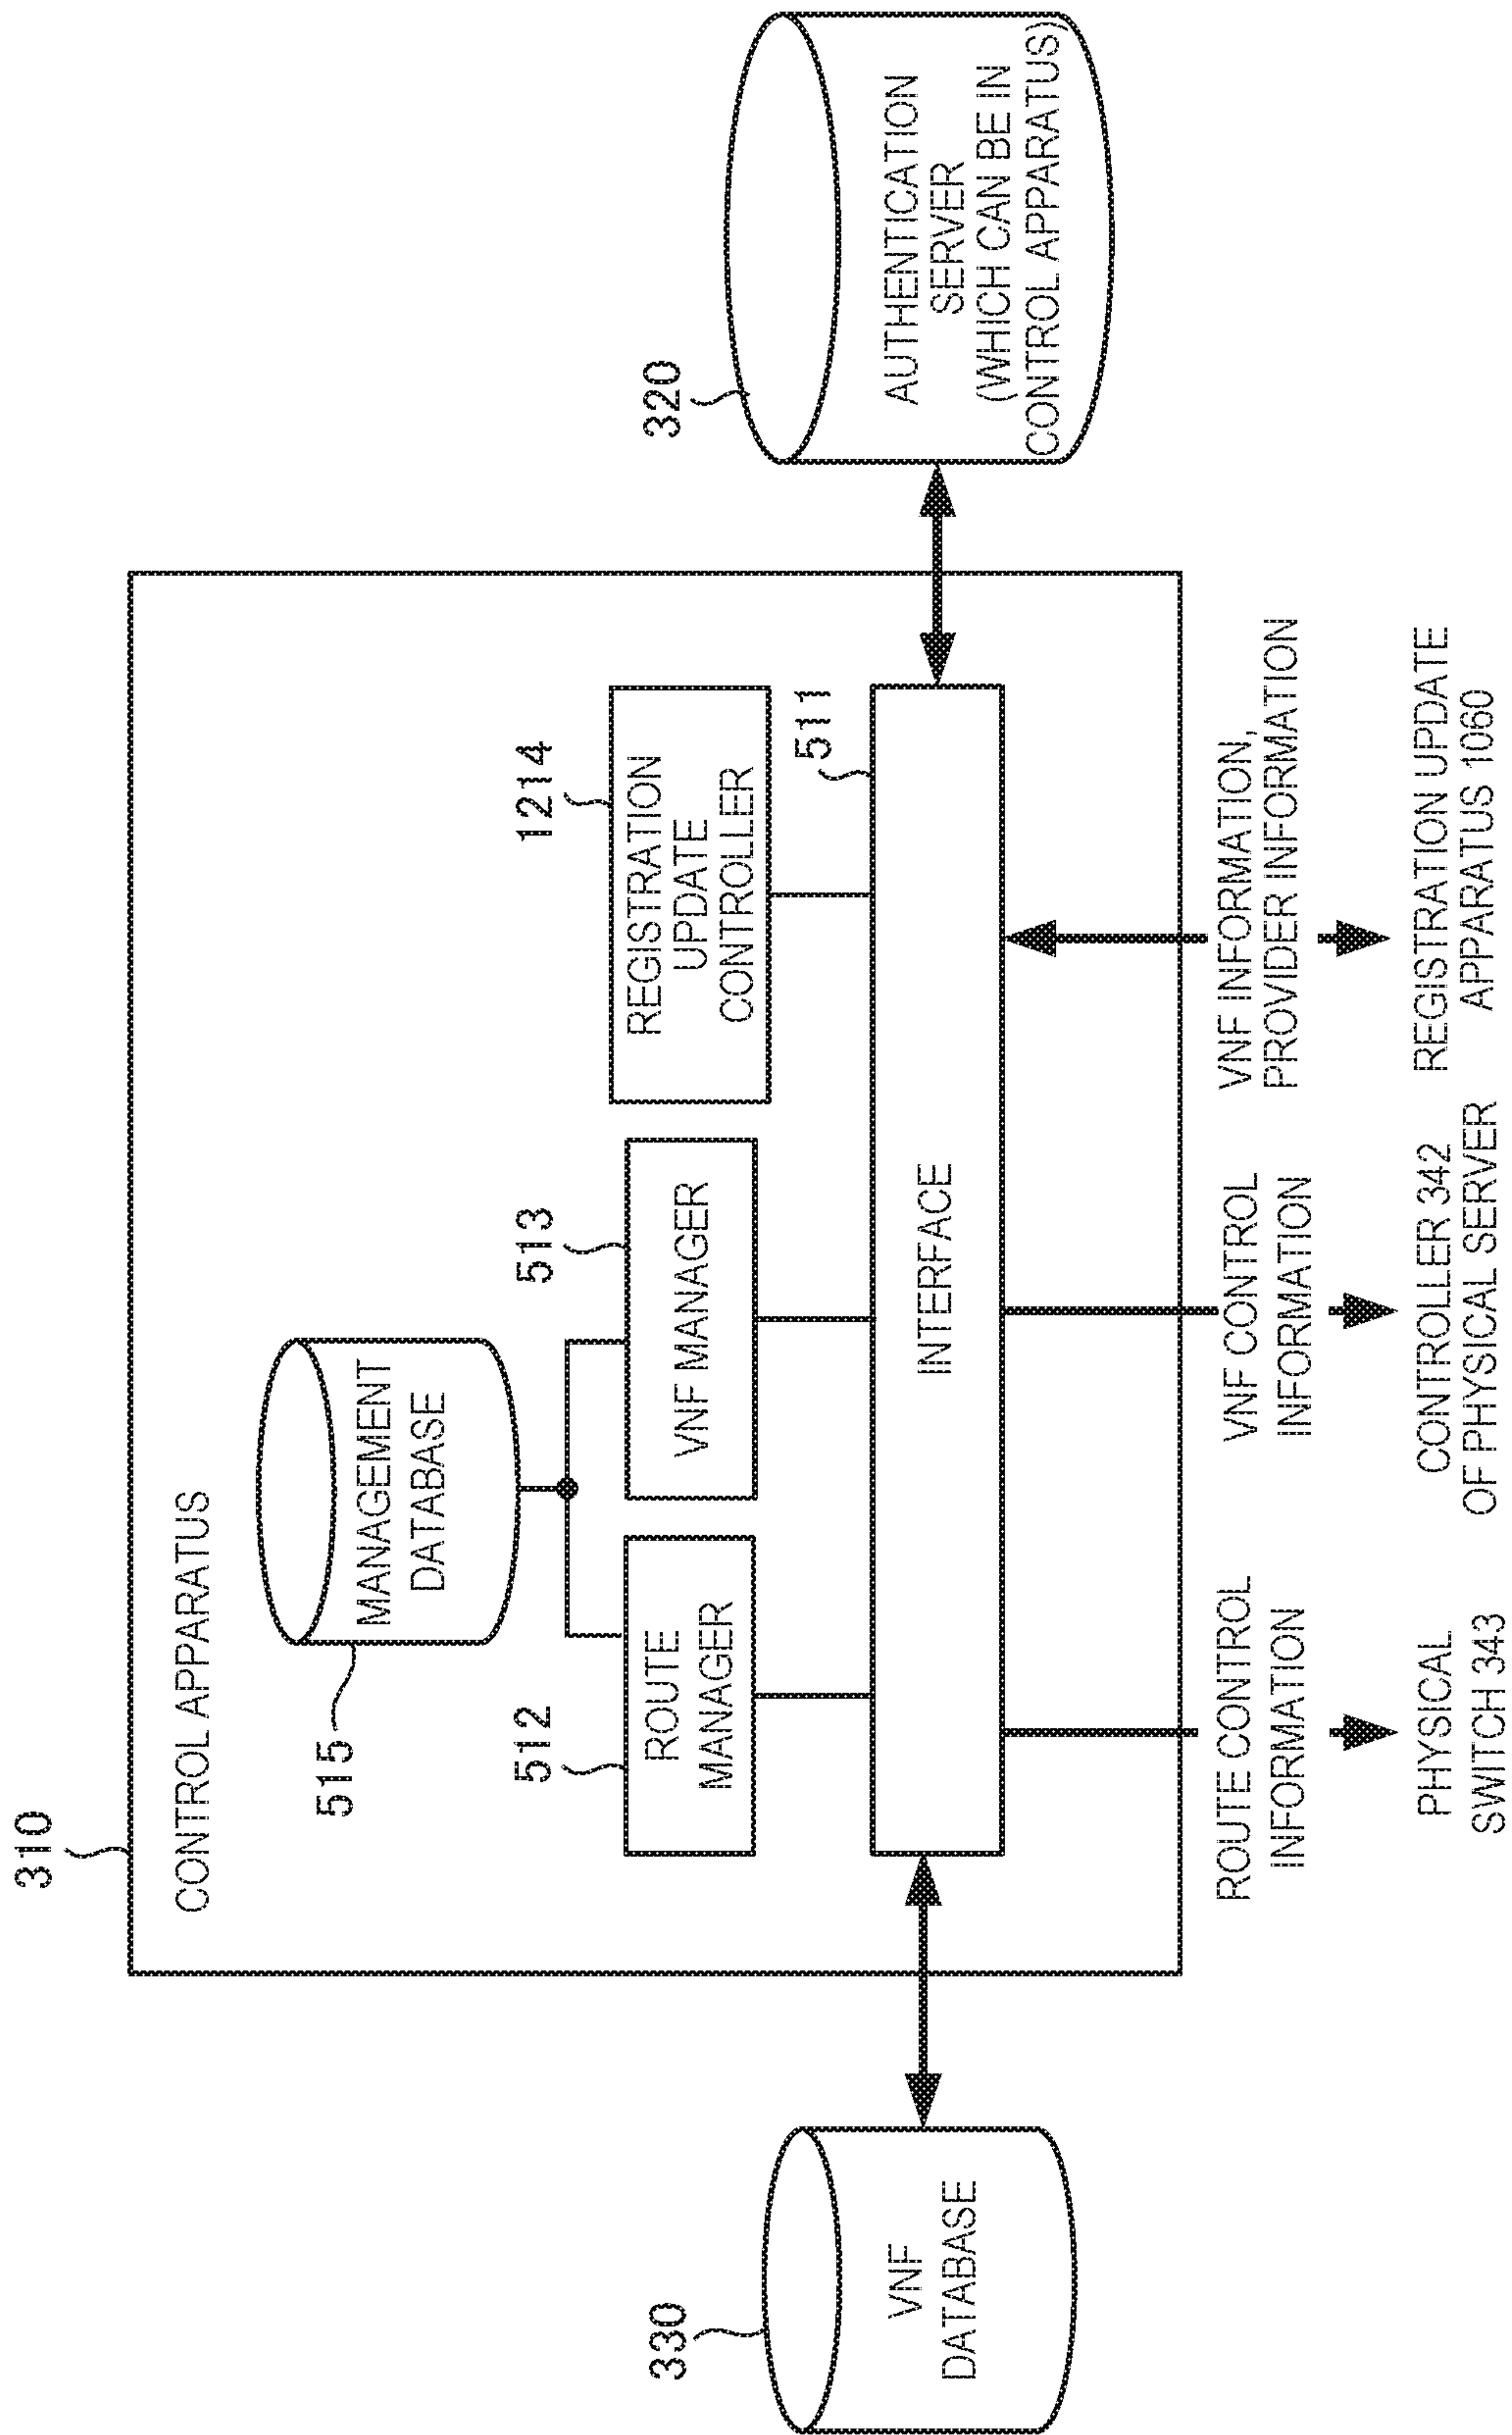 310
CONTROL APPARATUS
515
MANAGEMENT
DATABASE
512
ROUTE
MANAGER
513
VNF MANAGER
1214
REGISTRATION
UPDATE
CONTROLLER
511
INTERFACE
330
VNF
DATABASE
320
AUTHENTICATION
SERVER
(WHICH CAN BE IN
CONTROL APPARATUS)
ROUTE CONTROL
INFORMATION
PHYSICAL
SWITCH 343
VNF CONTROL
INFORMATION
CONTROLLER 342
OF PHYSICAL SERVER
VNF INFORMATION,
PROVIDER INFORMATION
REGISTRATION UPDATE
APPARATUS 1060